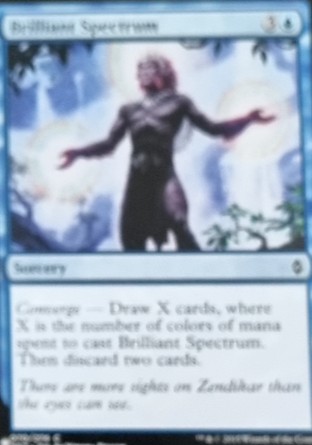 Brilliant Spectrum 3
Sorcery
Converge — Draw X cards, where
X is the number of colors of mana
spent to cast Brilliant Spectrum.
Then discard two cards.
There are more sights on Zendikar than
the eyes can see.